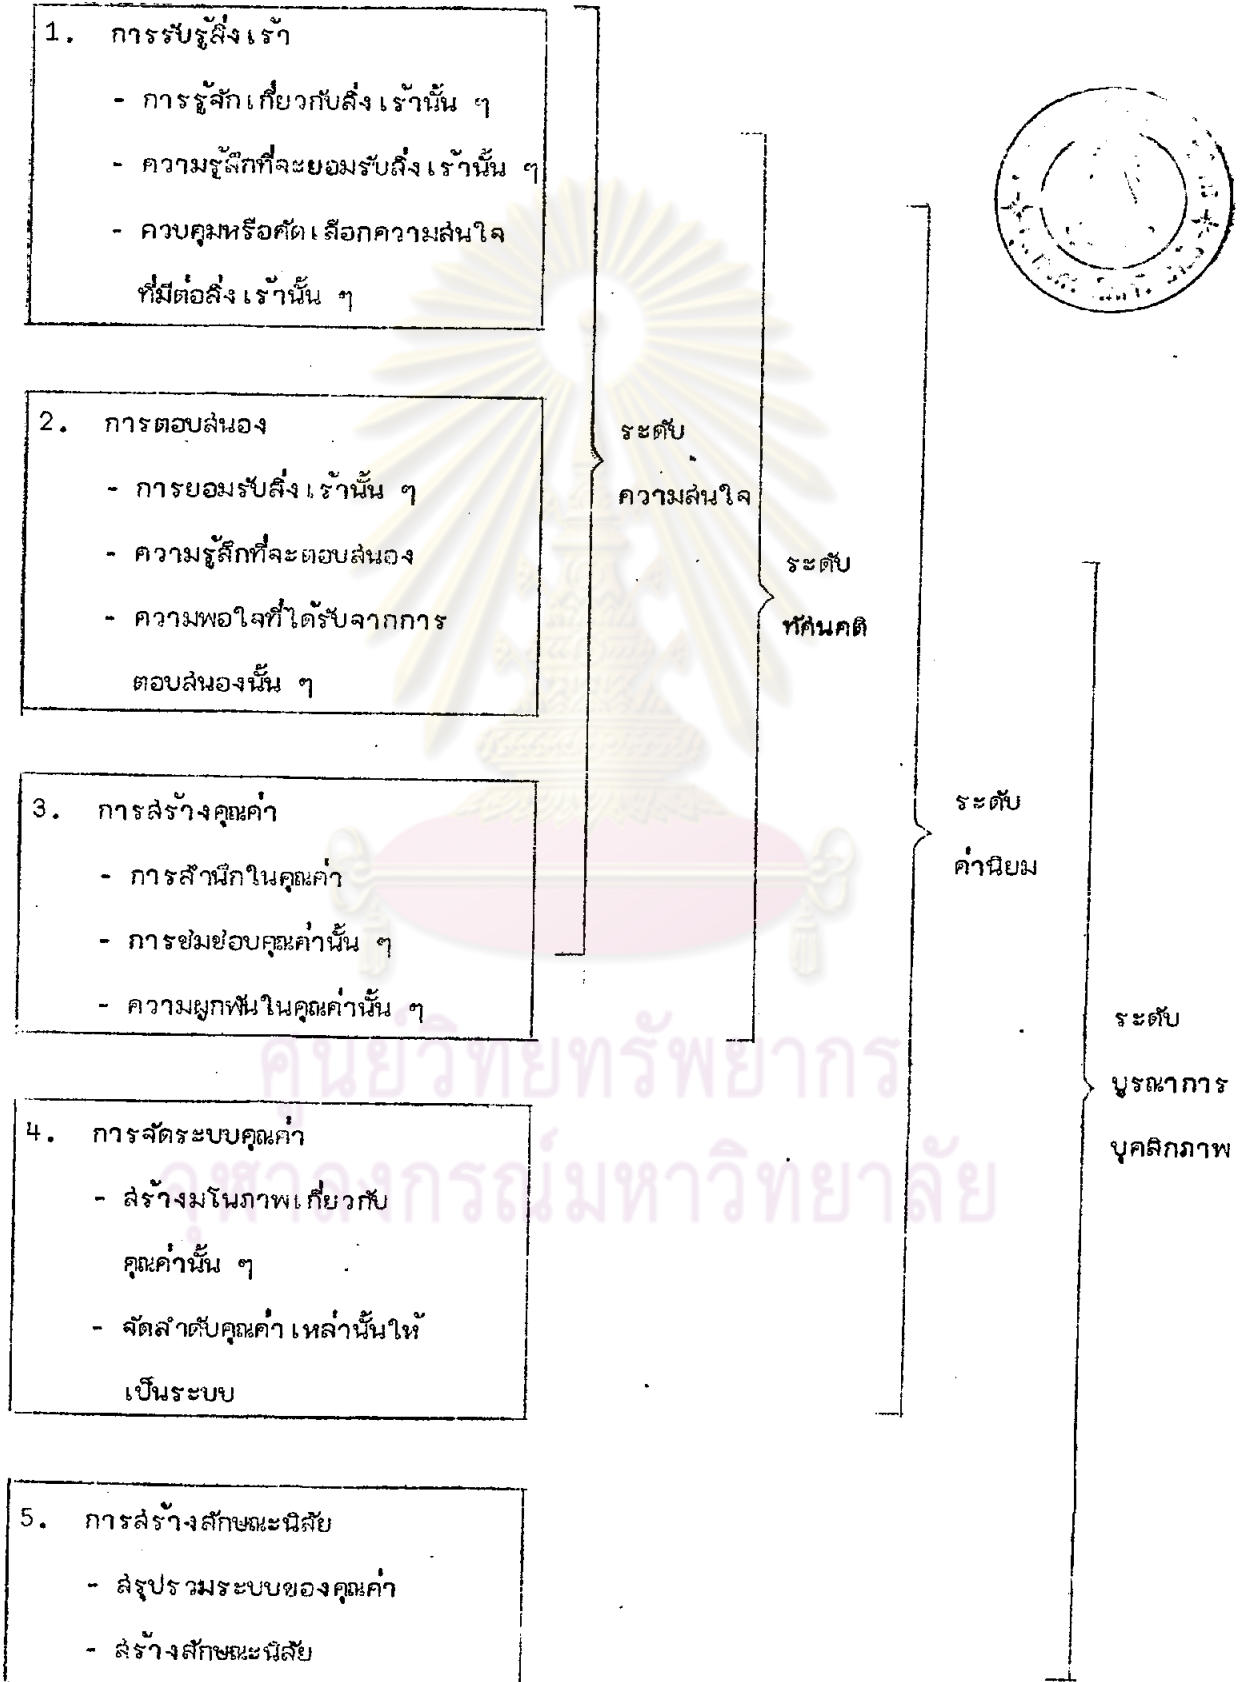 1. การรับรู้สิ่งเร้า
- การรู้จักเกี่ยวกับสิ่งเร้านั้น ๆ
- ความรู้สึกที่จะยอมรับสิ่งเร้านั้น ๆ
- ควบคุมหรือคัดเลือกความสนใจ
ที่มีต่อสิ่งเร้านั้น ๆ
2. การตอบสนอง
- การยอมรับสิ่งเร้านั้น ๆ
- ความรู้สึกที่จะตอบสนอง
- ความพอใจที่ได้รับจากการ
ตอบสนองนั้น ๆ
3. การสร้างคุณค่า
- การสำนึกในคุณค่า
- การชมชอบคุณค่านั้น ๆ
- ความผูกพันในคุณค่านั้น ๆ
4. การจัดระบบคุณค่า
- สร้างมโนภาพเกี่ยวกับ
คุณค่านั้น ๆ
- จัดลำดับคุณค่าเหล่านั้นให้
เป็นระบบ
5. การสร้างลักษณะนิสัย
- สรุปรวมระบบของคุณค่า
- สร้างลักษณะนิสัย
ระดับ
ความสนใจ
ระดับ
ทัศนคติ
ระดับ
ค่านิยม
ระดับ
บูรณาการ
บุคลิกภาพ
ศูนย์วิทยทรัพยากร
จุฬาลงกรณ์มหาวิทยาลัย